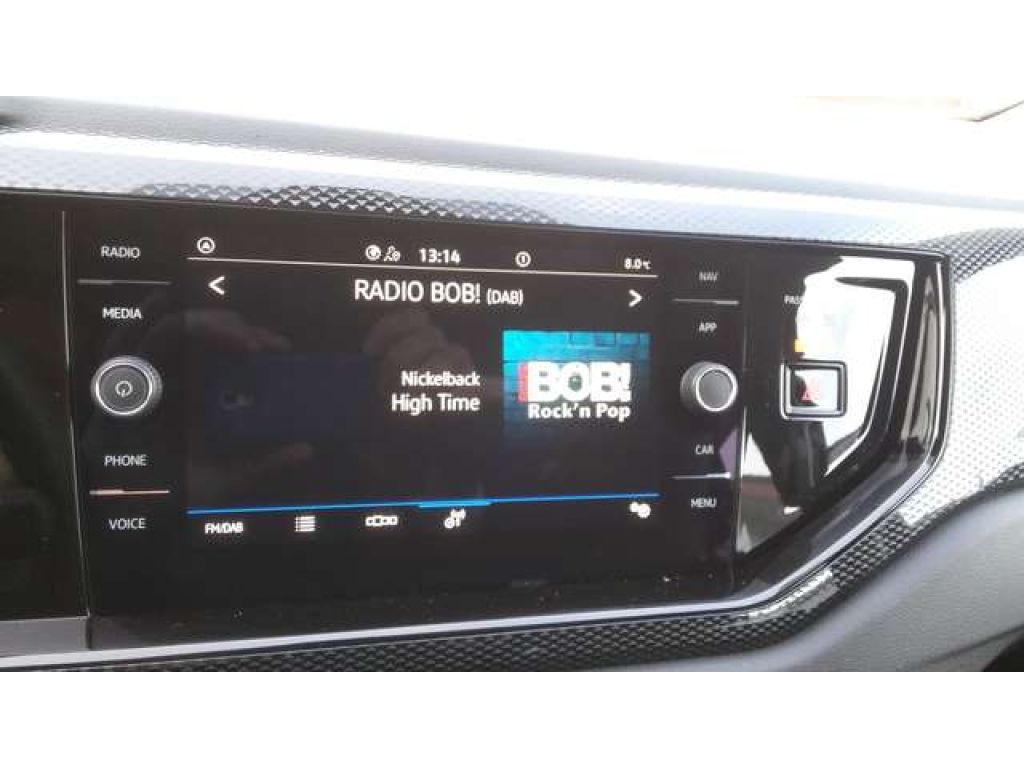 RADIO
MEDIA
PHONE
VOICE
13:14
8.0°C
RADIO BOB! (DAB)
Nickelback
High Time
BOB!
Rock'n Pop
FM/DAB
NAV
APP
CAR
MENU